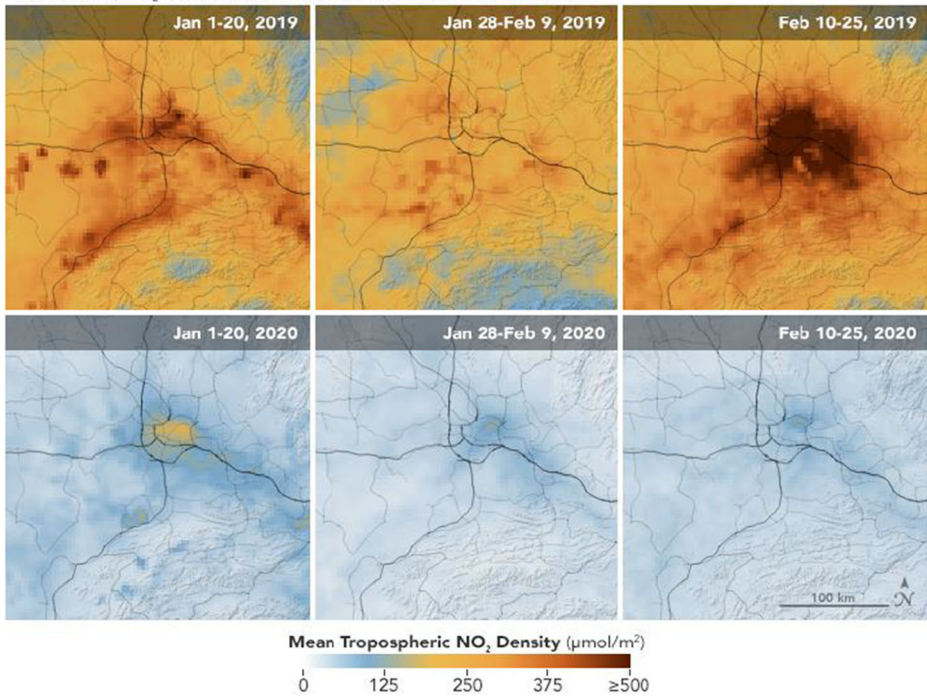 Jan 1-20, 2019
Jan 28-Feb 9, 2019
Feb 10-25, 2019
Jan 1-20, 2020
Jan 28-Feb 9, 2020
Feb 10-25, 2020
100 km
N
Mean Tropospheric NO₂ Density (µmol/m²)
0 125 250 375 ≥500